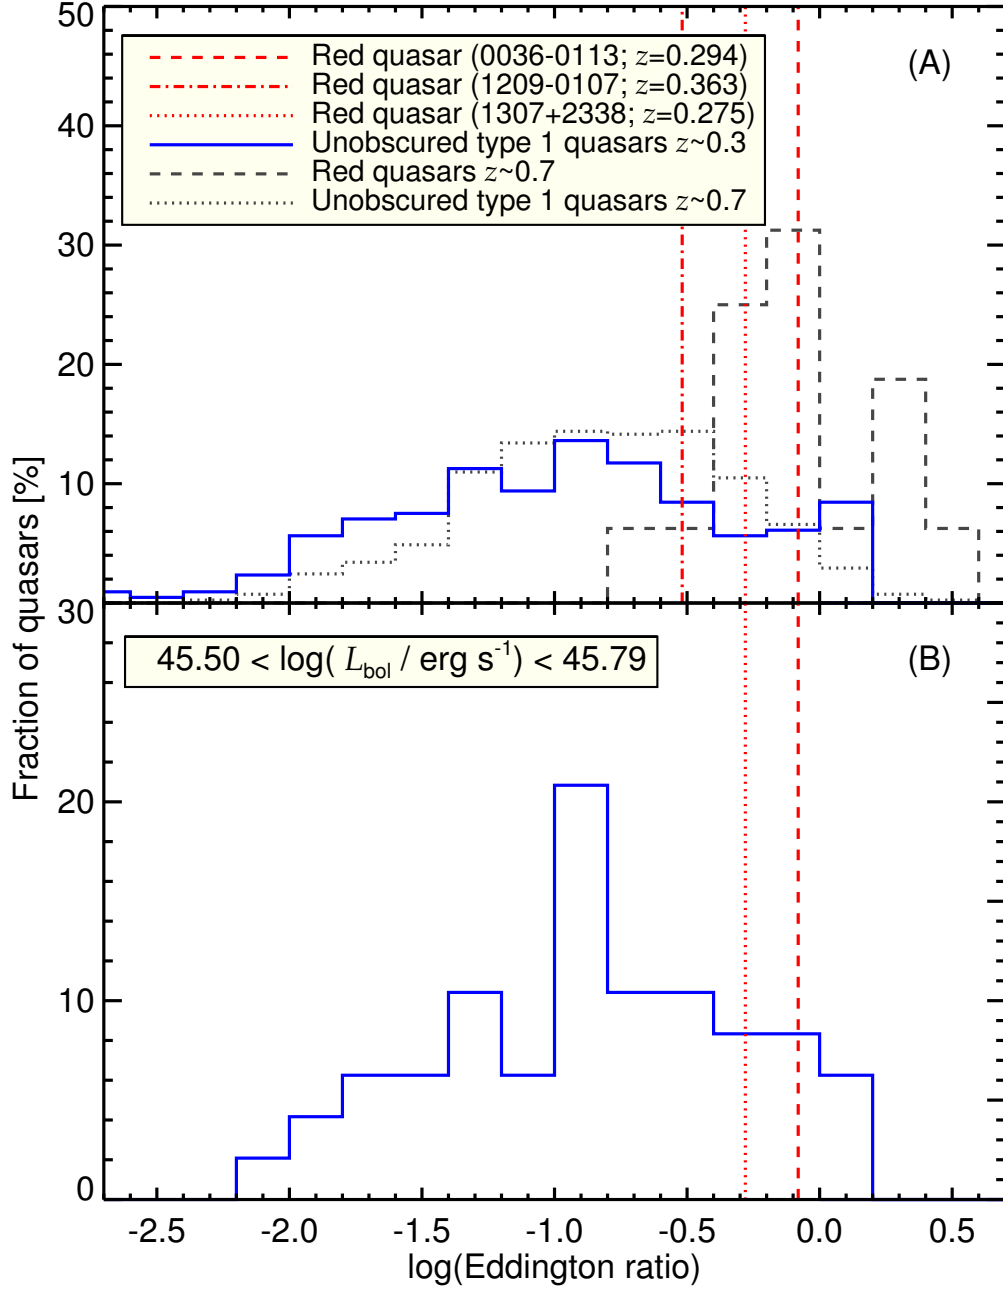 50
(A)
Red quasar (0036-0113; z=0.294)
Red quasar (1209-0107; z=0.363)
Red quasar (1307+2338; z=0.275)
Unobscured type 1 quasars z~0.3
Red quasars z~0.7
Unobscured type 1 quasars z~0.7
40
30
20
10
Fraction of quasars [%]
30
(B)
45.50 < log( L_bol / erg s^-1) < 45.79
20
10
0
-2.5 -2.0 -1.5 -1.0 -0.5 0.0 0.5
log(Eddington ratio)